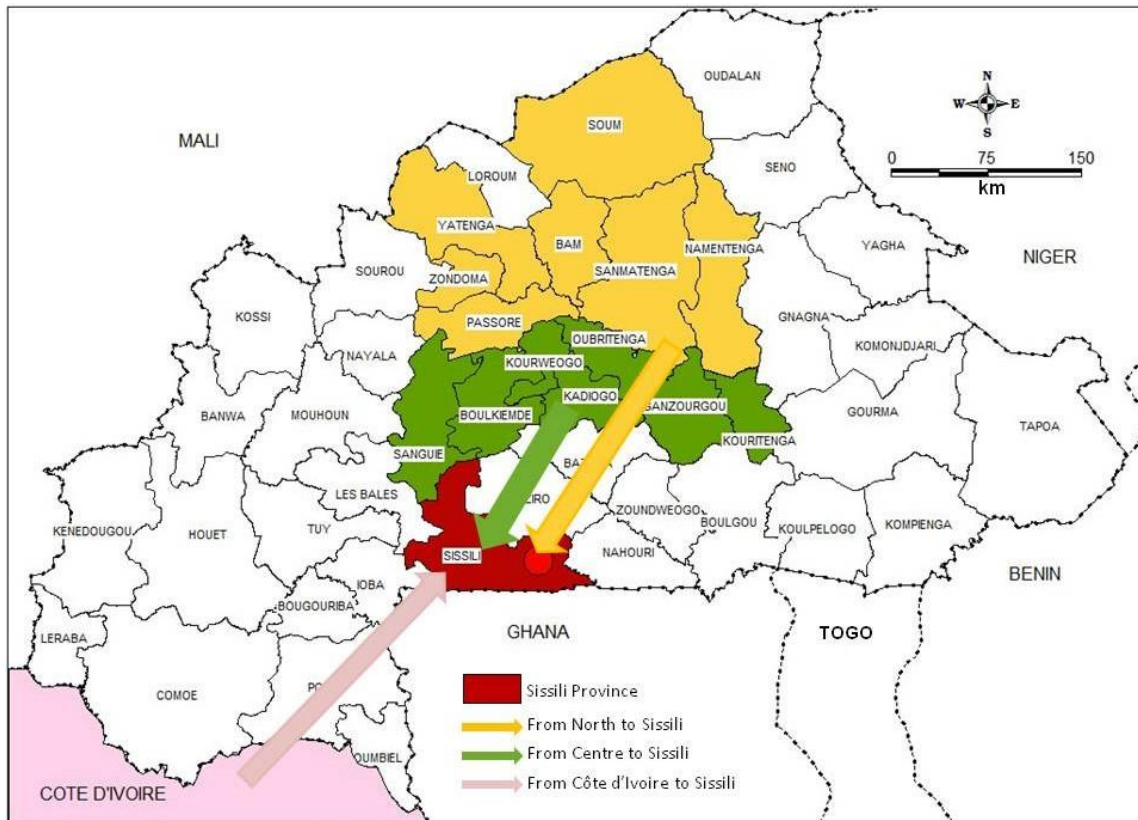 OUDALAN
N
W E
S
SOUM
MALI
0 75 150
km
LOROUM
SENO
YATENGA
BAM
NAMENTENGA
YAGHA
SOUROU
ZONDOMA
SANMATENGA
NIGER
KOSSI
GNAGNA
PASSORE
OUBRITENGA
KOMONJDJARI
NAYALA
KOURWEOGO
KADIOGO
BANWA
MOUHOUN
BOULKIEMDE
GANZOURGOU
GOURMA
TAPOA
KOURITENGA
SANGUIE
LES BALES
ZOUNDWEOGO
KENEDOUGOU
HOUET
TUY
BOULGOU
KOULPELOGO
KOMPIENGA
SISSILI
NAHOURI
BENIN
IOBA
BOUGOURIBA
LERABA
GHANA
TOGO
COMOE
Sissili Province
From North to Sissili
From Centre to Sissili
OUMBIEL
From Côte d'Ivoire to Sissili
COTE D'IVOIRE